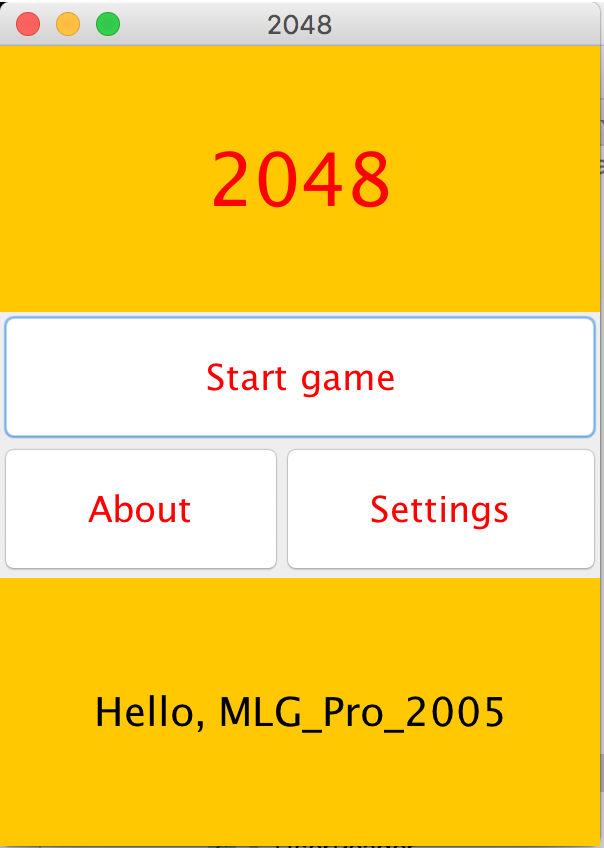 2048
2048
Start game
About
Settings
Hello, MLG_Pro_2005